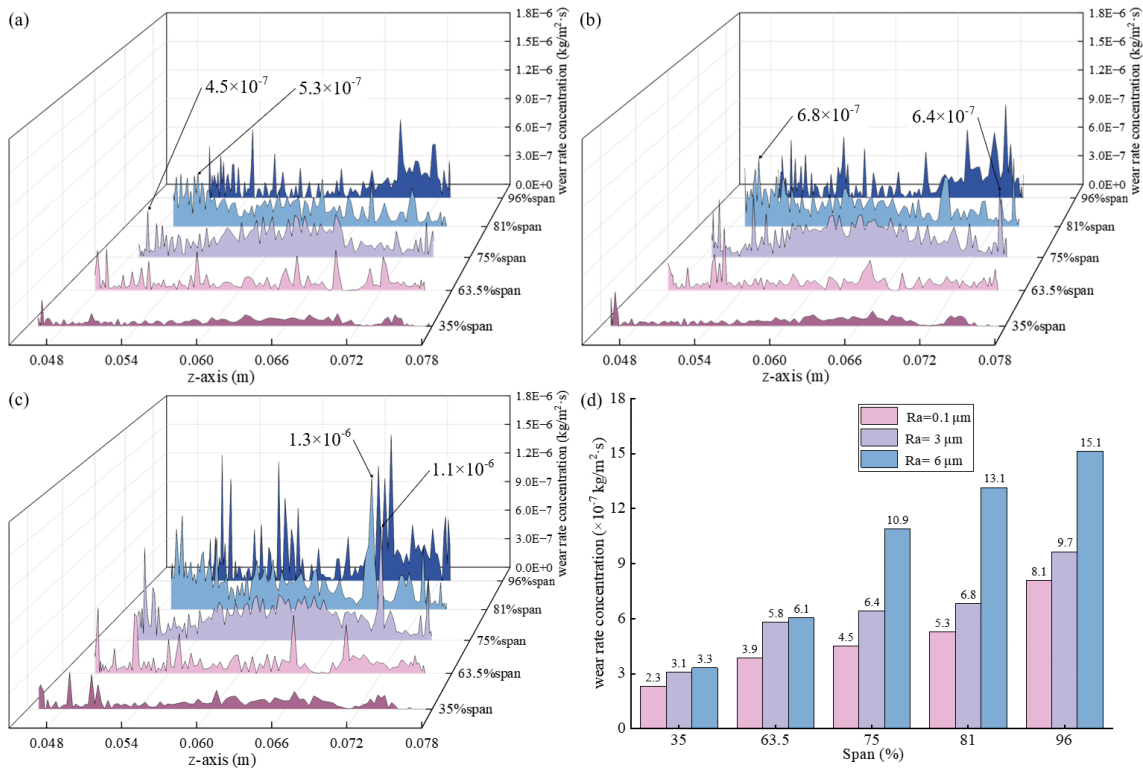 (a)
1.8E−6
1.5E−6
1.2E−6
9.0E−7
6.0E−7
3.0E−7
0.0E+0
wear rate concentration (kg/m²·s)
4.5×10⁻⁷
5.3×10⁻⁷
96%span
81%span
75%span
63.5%span
35%span
0.048 0.054 0.060 0.066 0.072 0.078
z-axis (m)
(b)
1.8E−6
1.5E−6
1.2E−6
9.0E−7
6.0E−7
3.0E−7
0.0E+0
wear rate concentration (kg/m²·s)
6.8×10⁻⁷
6.4×10⁻⁷
96%span
81%span
75%span
63.5%span
35%span
0.048 0.054 0.060 0.066 0.072 0.078
z-axis (m)
(c)
1.8E−6
1.5E−6
1.2E−6
9.0E−7
6.0E−7
3.0E−7
0.0E+0
wear rate concentration (kg/m²·s)
1.3×10⁻⁶
1.1×10⁻⁶
96%span
81%span
75%span
63.5%span
35%span
0.048 0.054 0.060 0.066 0.072 0.078
z-axis (m)
(d)
wear rate concentration (×10⁻⁷ kg/m²·s)
18
15
12
9
6
3
0
Ra=0.1 μm
Ra= 3 μm
Ra= 6 μm
2.3 3.1 3.3
3.9 5.8 6.1
4.5 6.4 10.9
5.3 6.8 13.1
8.1 9.7 15.1
35 63.5 75 81 96
Span (%)